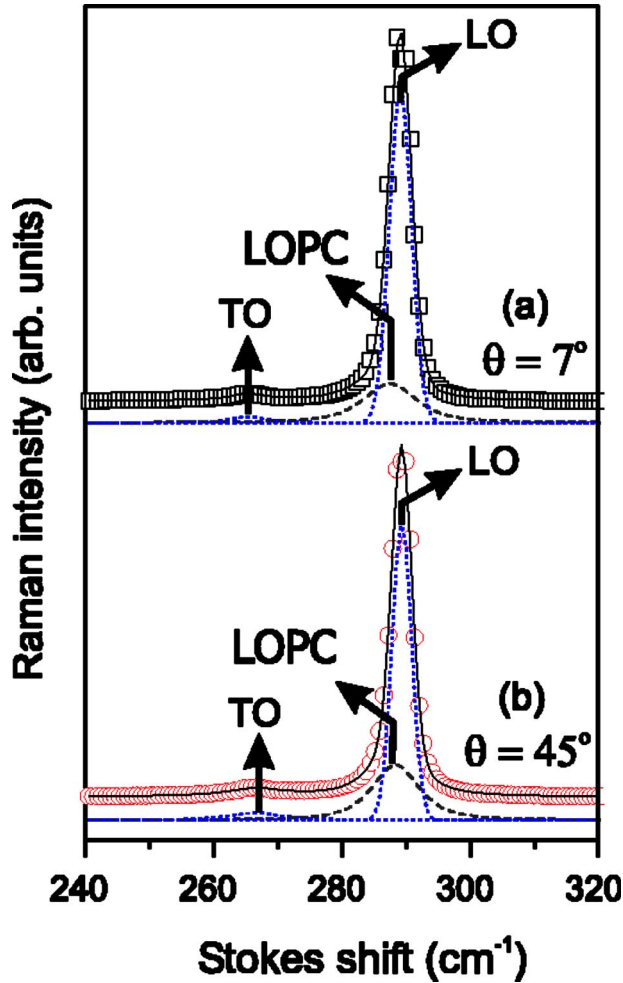 LO
LOPC
TO
(a)
θ = 7°
LO
LOPC
TO
(b)
θ = 45°
Raman intensity (arb. units)
240 260 280 300 320
Stokes shift (cm⁻¹)